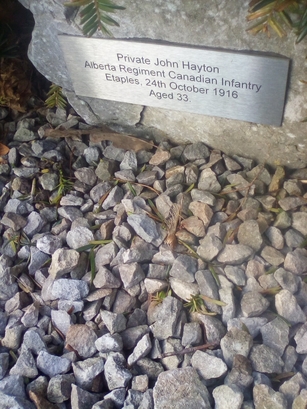 Private John Hayton
Alberta Regiment Canadian Infantry
Etaples, 24th October 1916
Aged 33